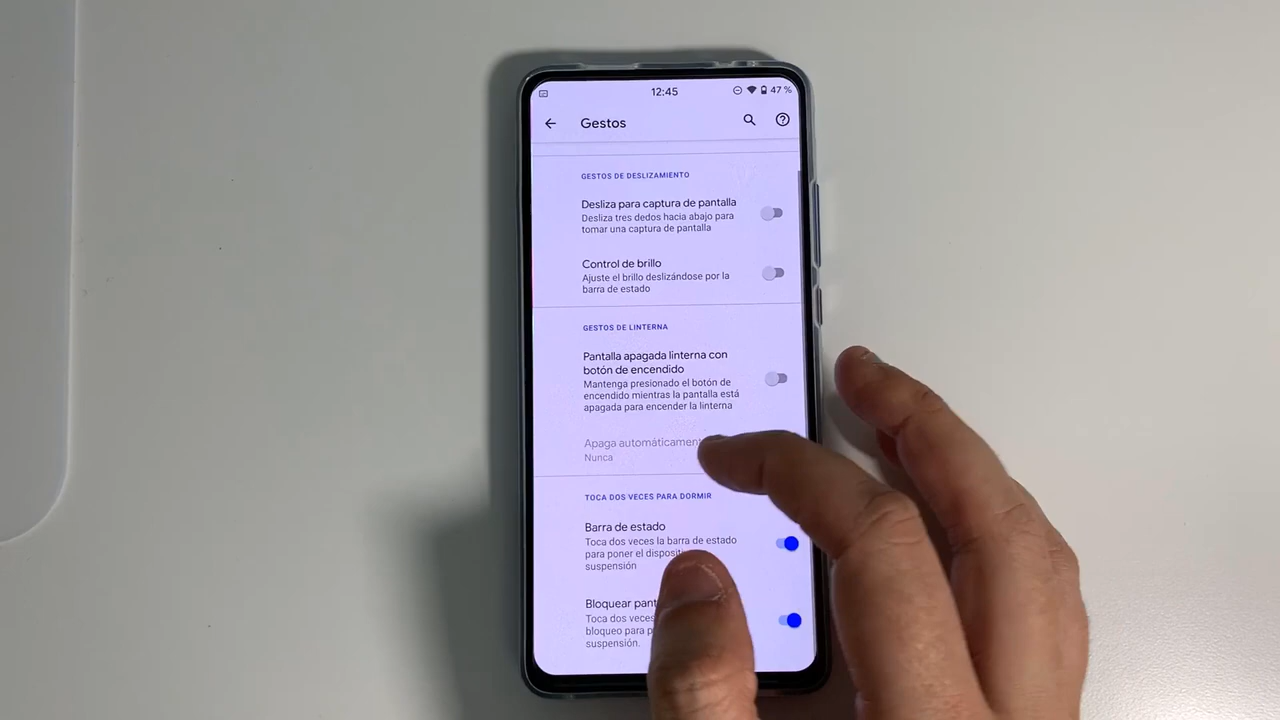 12:45
47 %
Gestos
GESTOS DE DESLIZAMIENTO
Desliza para captura de pantalla
Desliza tres dedos hacia abajo para
tomar una captura de pantalla
Control de brillo
Ajuste el brillo deslizándose por la
barra de estado
GESTOS DE LINTERNA
Pantalla apagada linterna con
botón de encendido
Mantenga presionado el botón de
encendido mientras la pantalla está
apagada para encender la linterna
Apaga automáticament
Nunca
TOCA DOS VECES PARA DORMIR
Barra de estado
Toca dos veces la barra de estado
para poner el disposi
suspensión
Bloquear pant
Toca dos veces
bloqueo para p
suspensión.